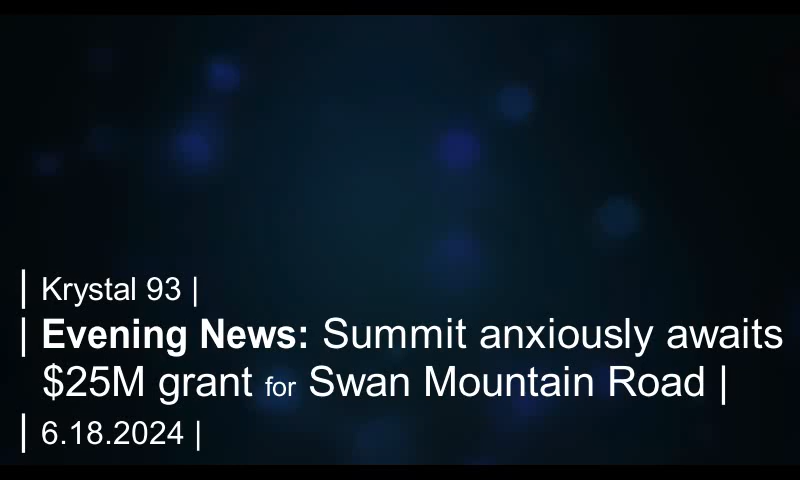 | Krystal 93 |
| Evening News: Summit anxiously awaits
$25M grant for Swan Mountain Road |
| 6.18.2024 |